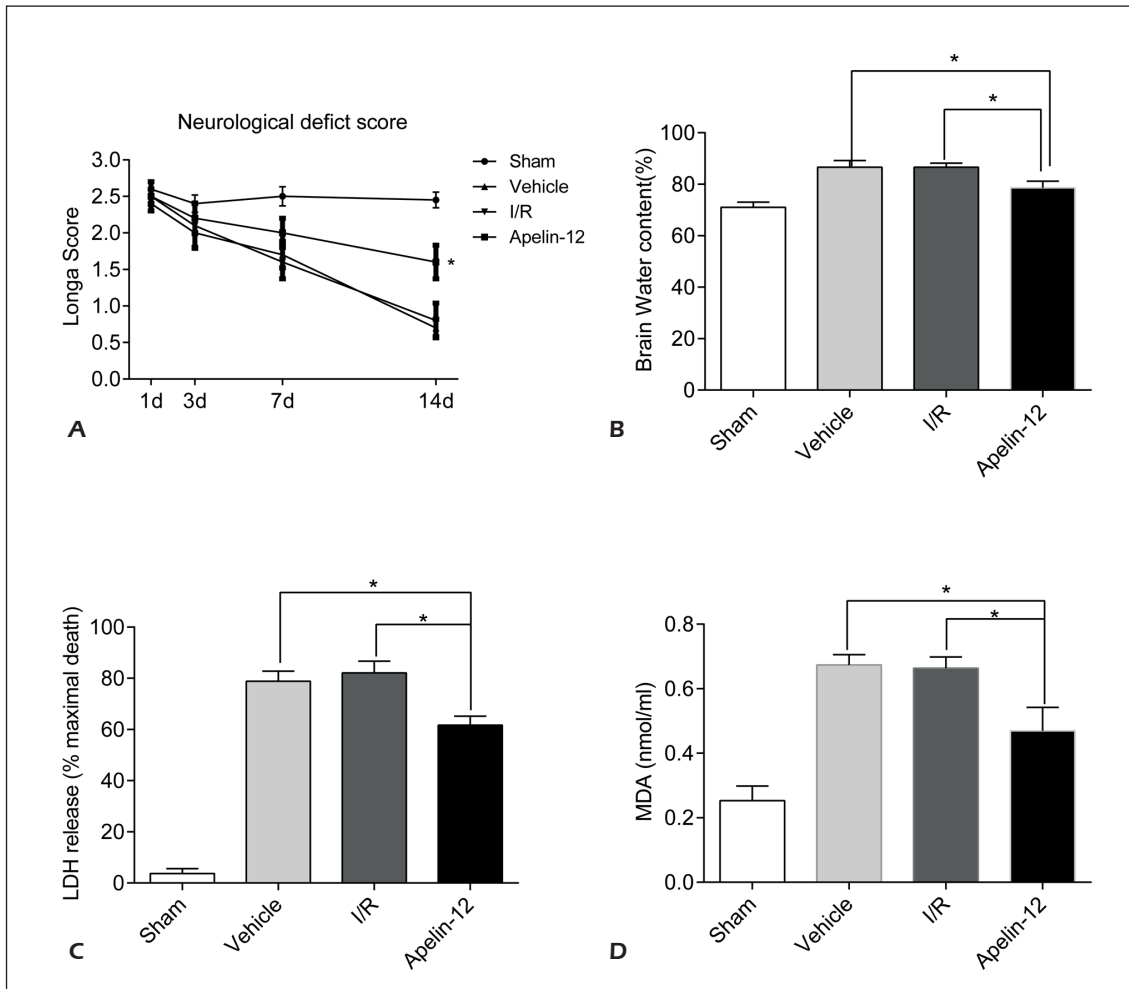 Neurological defict score
Longa Score
3.0
2.5
2.0
1.5
1.0
0.5
0.0
1d 3d 7d 14d
Sham
Vehicle
I/R
Apelin-12
*
A
Brain Water content(%)
100
80
60
40
20
0
* 
*
Sham Vehicle I/R Apelin-12
B
LDH release (% maximal death)
100
80
60
40
20
0
*
*
Sham Vehicle I/R Apelin-12
C
MDA (nmol/ml)
0.8
0.6
0.4
0.2
0.0
*
*
Sham Vehicle I/R Apelin-12
D